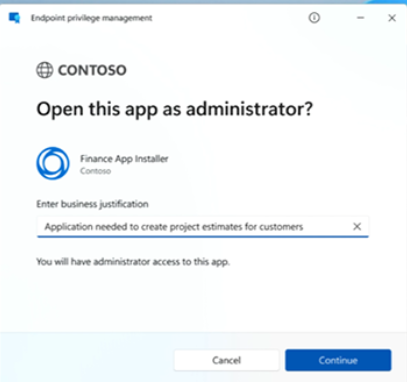 Endpoint privilege management
CONTOSO
Open this app as administrator?
Finance App Installer
Contoso
Enter business justification
Application needed to create project estimates for customers
You will have administrator access to this app.
Cancel
Continue